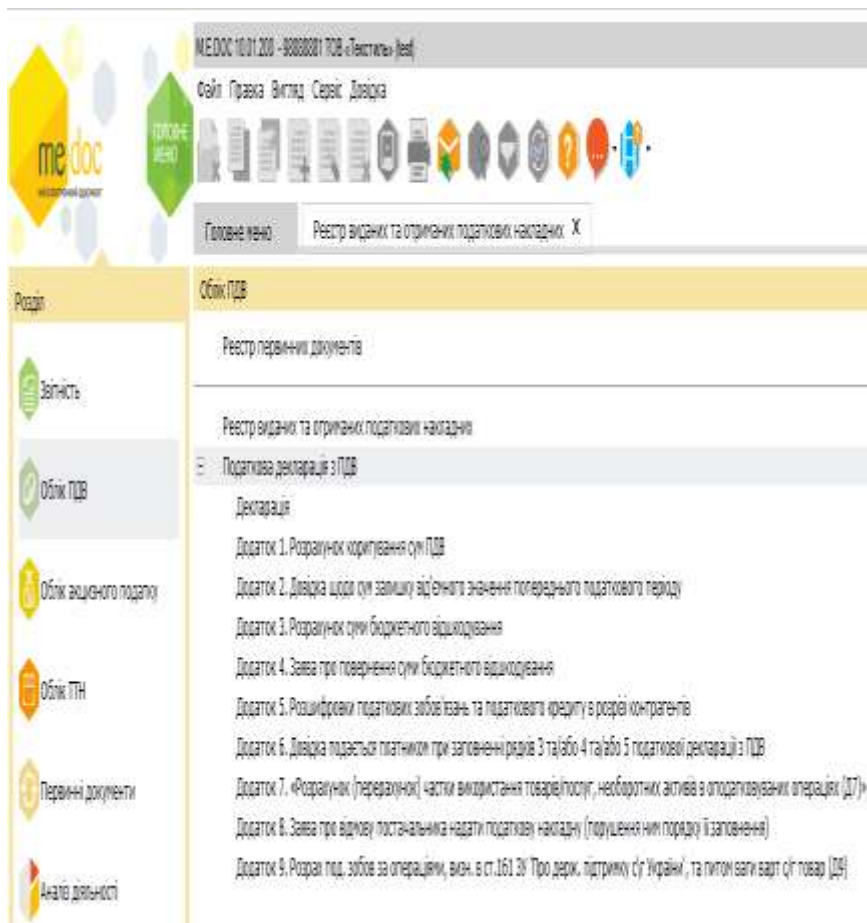 M.E.DOC 10.01.200 - 98888881 ТОВ «Текстиль» [test]
Файл Правка Вигляд Сервіс Довідка
me doc
ГОЛОВНЕ
МЕНЮ
Головне меню
Реєстр виданих та отриманих податкових накладних X
Розділ
Облік ПДВ
Реєстр первинних документів
Звітність
Реєстр виданих та отриманих податкових накладних
Податкова декларація з ПДВ
Облік ПДВ
Декларація
Додаток 1. Розрахунок коригування сум ПДВ
Додаток 2. Довідка щодо сум залишку від'ємного значення попереднього податкового періоду
Облік акцизного податку
Додаток 3. Розрахунок суми бюджетного відшкодування
Додаток 4. Заява про повернення суми бюджетного відшкодування
Облік ТТН
Додаток 5. Розшифровки податкових зобов'язань та податкового кредиту в розрізі контрагентів
Додаток 6. Довідка подається платником при заповненні рядків 3 та/або 4 та/або 5 податкової декларації з ПДВ
Первинні документи
Додаток 7. «Розрахунок (перерахунок) частки використання товарів/послуг, необоротних активів в оподатковуваних операціях (Д7)»
Додаток 8. Заява про відмову постачальника надати податкову накладну (порушення ним порядку її заповнення)
Додаток 9. Розрах под. зобов за операціями, визн. в ст.161 ЗУ 'Про держ. підтримку с/г України', та питом ваги варт с/г товар (Д9)
Аналіз діяльності